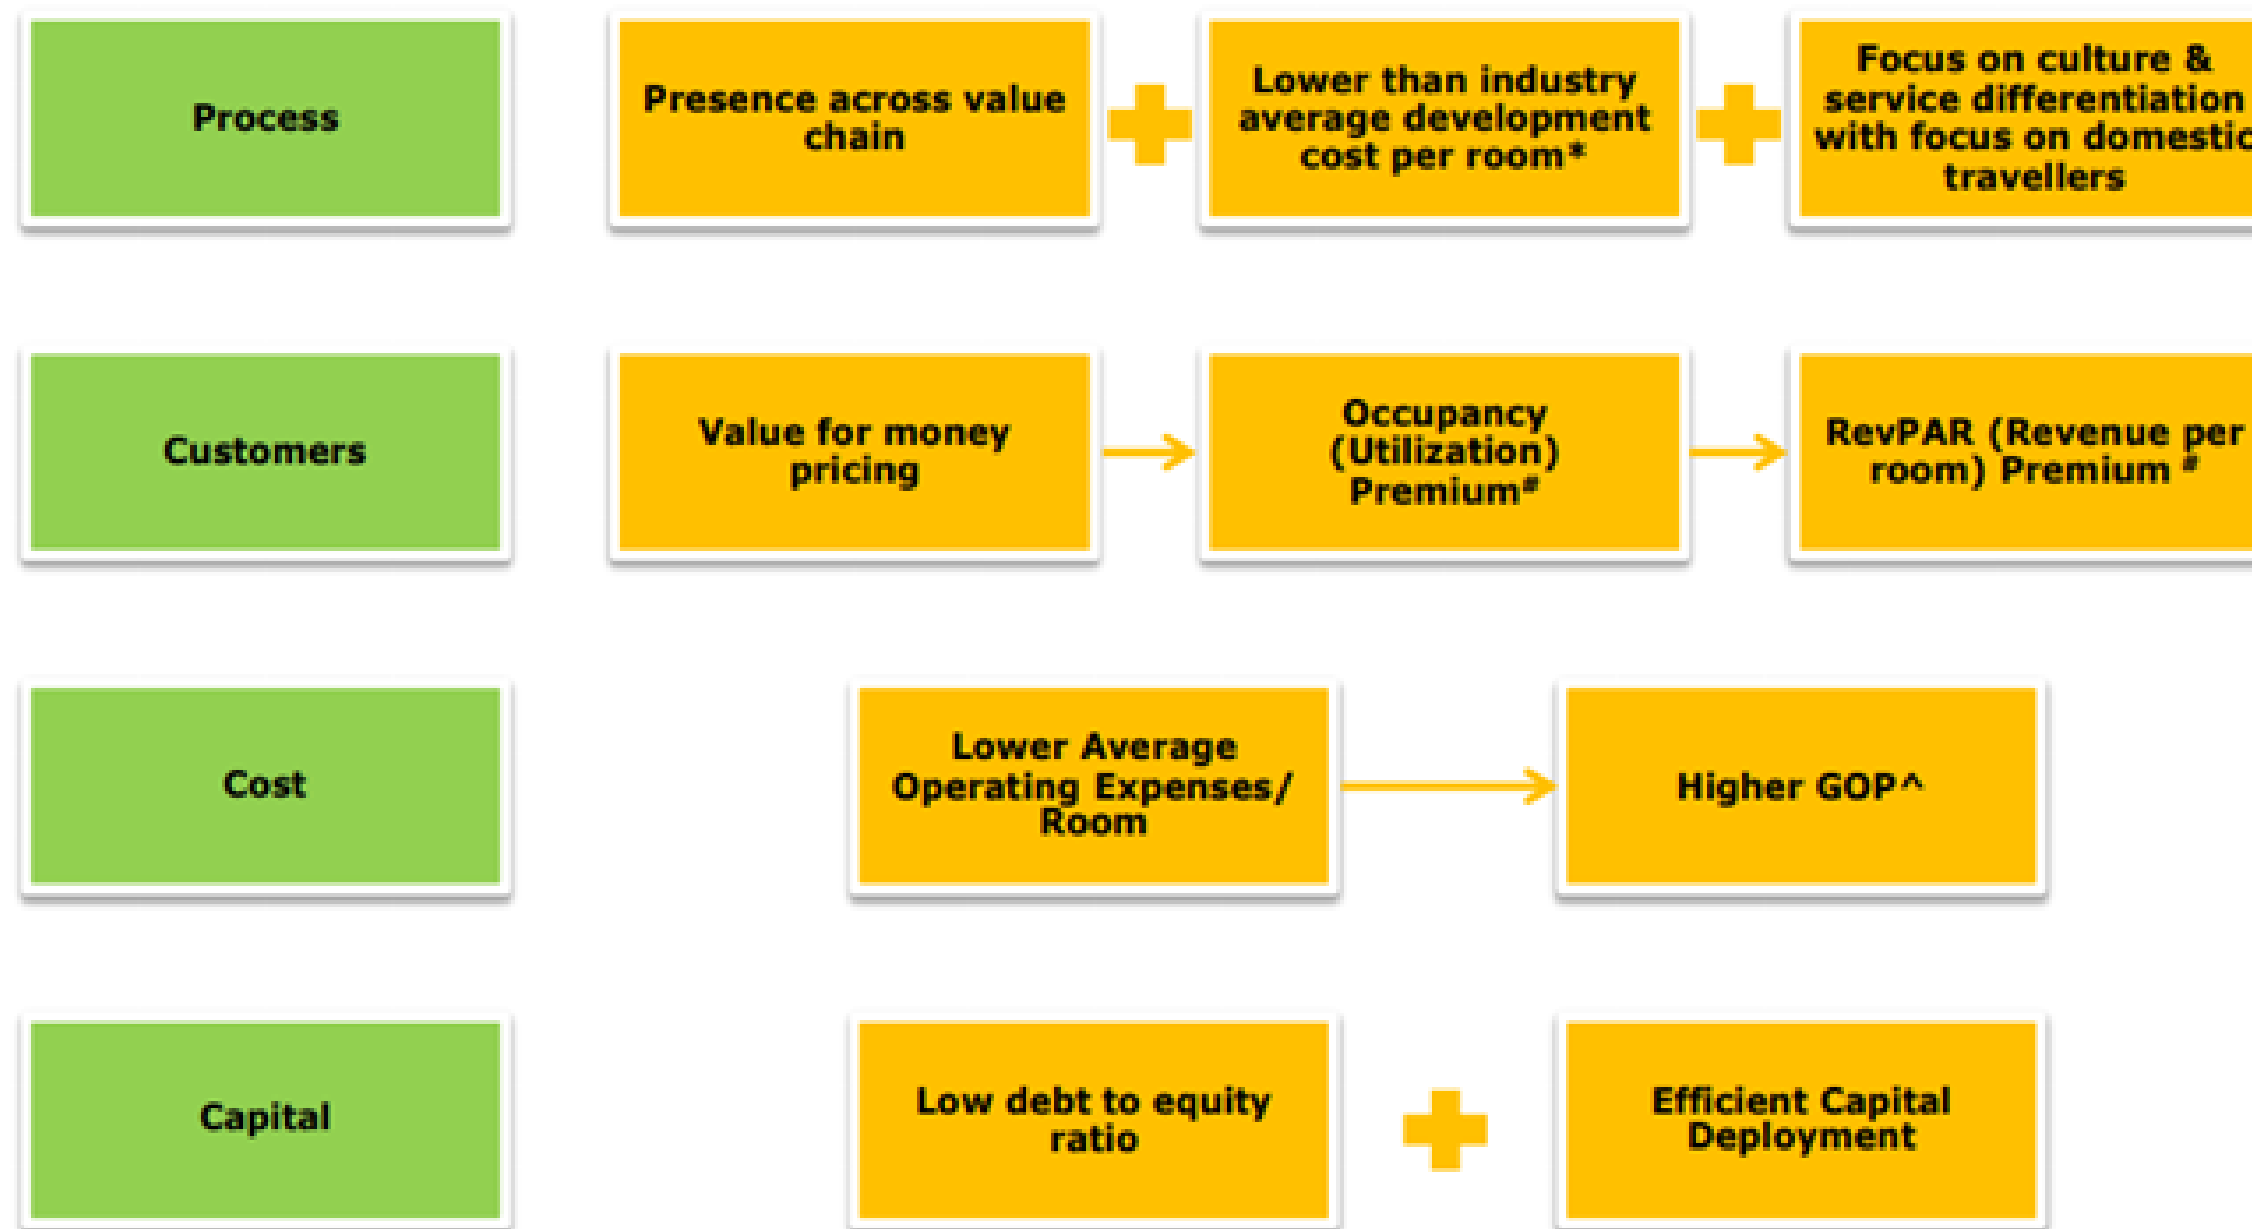 Process
Presence across value
chain
Lower than industry
average development
cost per room*
Focus on culture &
service differentiation
with focus on domestic
travellers
Customers
Value for money
pricing
Occupancy
(Utilization)
Premium#
RevPAR (Revenue per
room) Premium #
Cost
Lower Average
Operating Expenses/
Room
Higher GOP^
Capital
Low debt to equity
ratio
Efficient Capital
Deployment